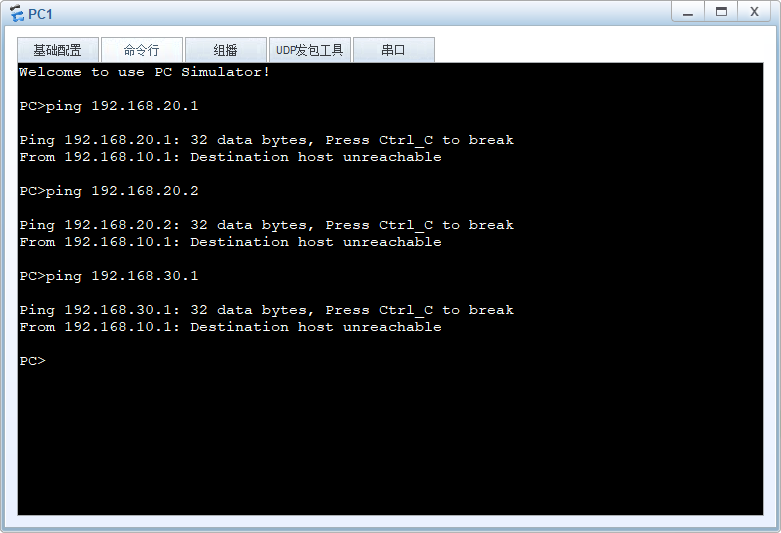 PC1
基础配置 命令行 组播 UDP发包工具 串口
Welcome to use PC Simulator!
PC>ping 192.168.20.1
Ping 192.168.20.1: 32 data bytes, Press Ctrl_C to break
From 192.168.10.1: Destination host unreachable
PC>ping 192.168.20.2
Ping 192.168.20.2: 32 data bytes, Press Ctrl_C to break
From 192.168.10.1: Destination host unreachable
PC>ping 192.168.30.1
Ping 192.168.30.1: 32 data bytes, Press Ctrl_C to break
From 192.168.10.1: Destination host unreachable
PC>